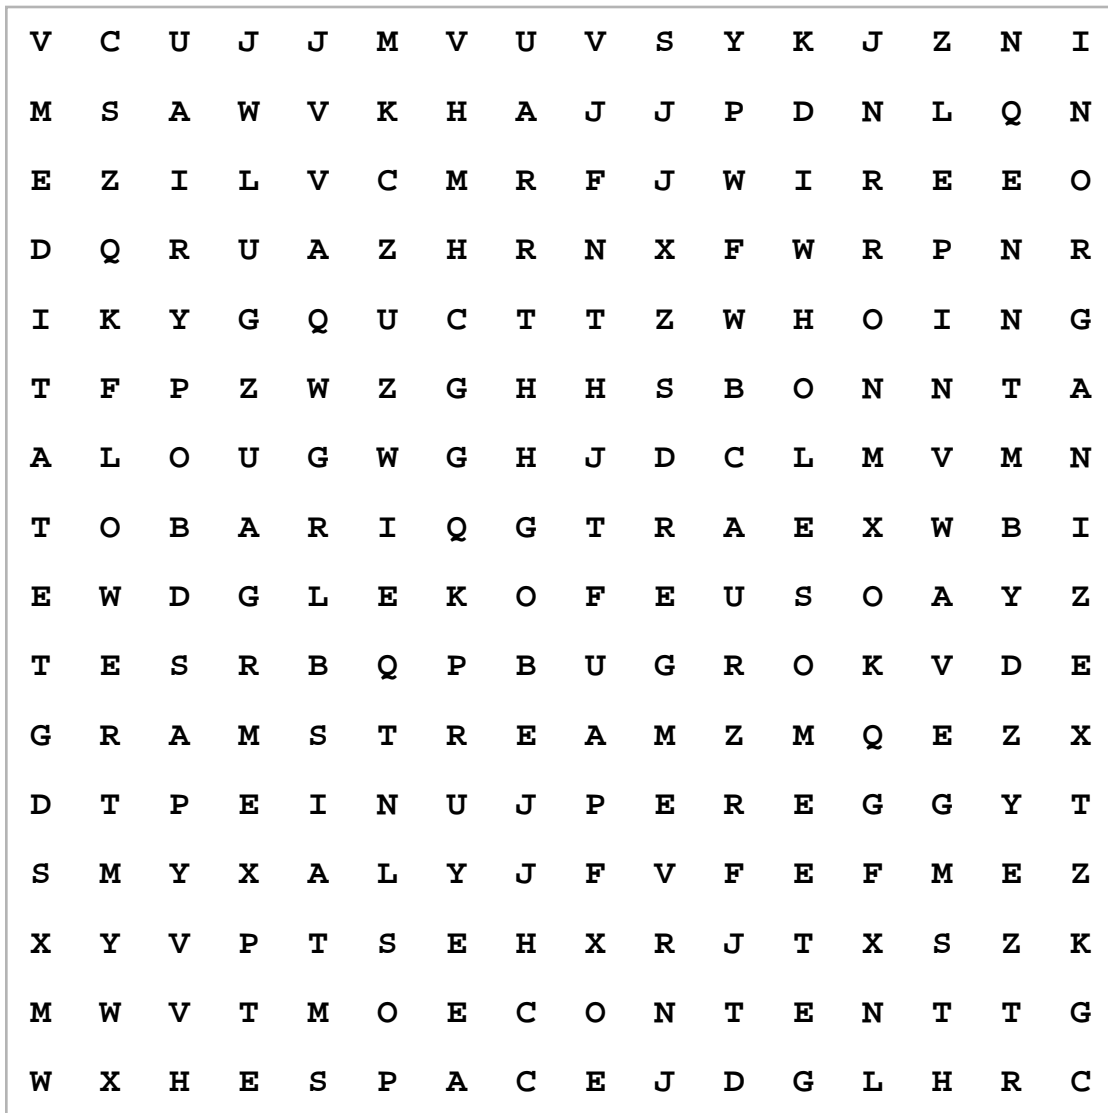 V C U J J M V U V S Y K J Z N I
M S A W V K H A J J P D N L Q N
E Z I L V C M R F J W I R E E O
D Q R U A Z H R N X F W R P N R
I K Y G Q U C T T Z W H O I N G
T F P Z W Z G H H S B O N N T A
A L O U G W G H J D C L M V M N
T O B A R I Q G T R A E X W B I
E W D G L E K O F E U S O A Y Z
T E S R B Q P B U G R O K V D E
G R A M S T R E A M Z M Q E Z X
D T P E I N U J P E R E G G Y T
S M Y X A L Y J F V F E F M E Z
X Y V P T S E H X R J T X S Z K
M W V T M O E C O N T E N T T G
W X H E S P A C E J D G L H R C